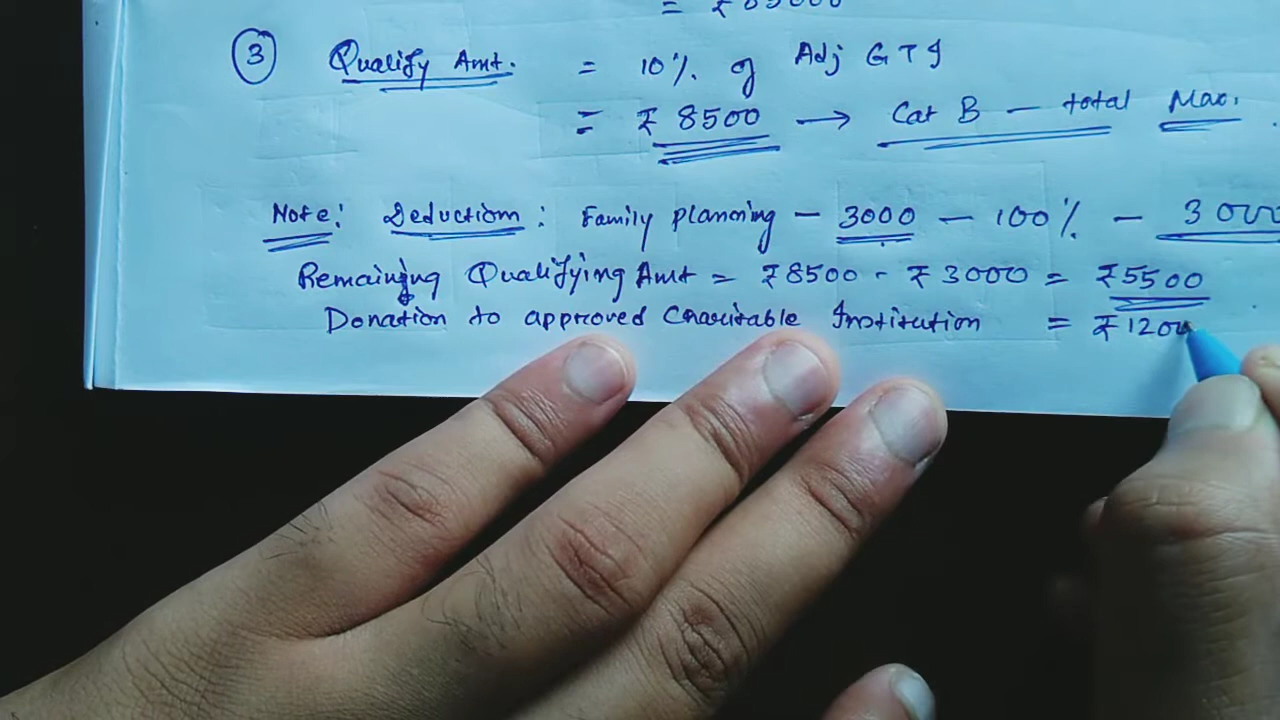 = ₹ 85000
③ Qualify Amt. = 10% of Adj G T I
= ₹ 8500 → Cat B — total Max.
Note: Deduction: Family planning — 3000 — 100% — 3000
Remaining Qualifying Amt = ₹8500 - ₹3000 = ₹5500
Donation to approved Charitable Institution = ₹1200